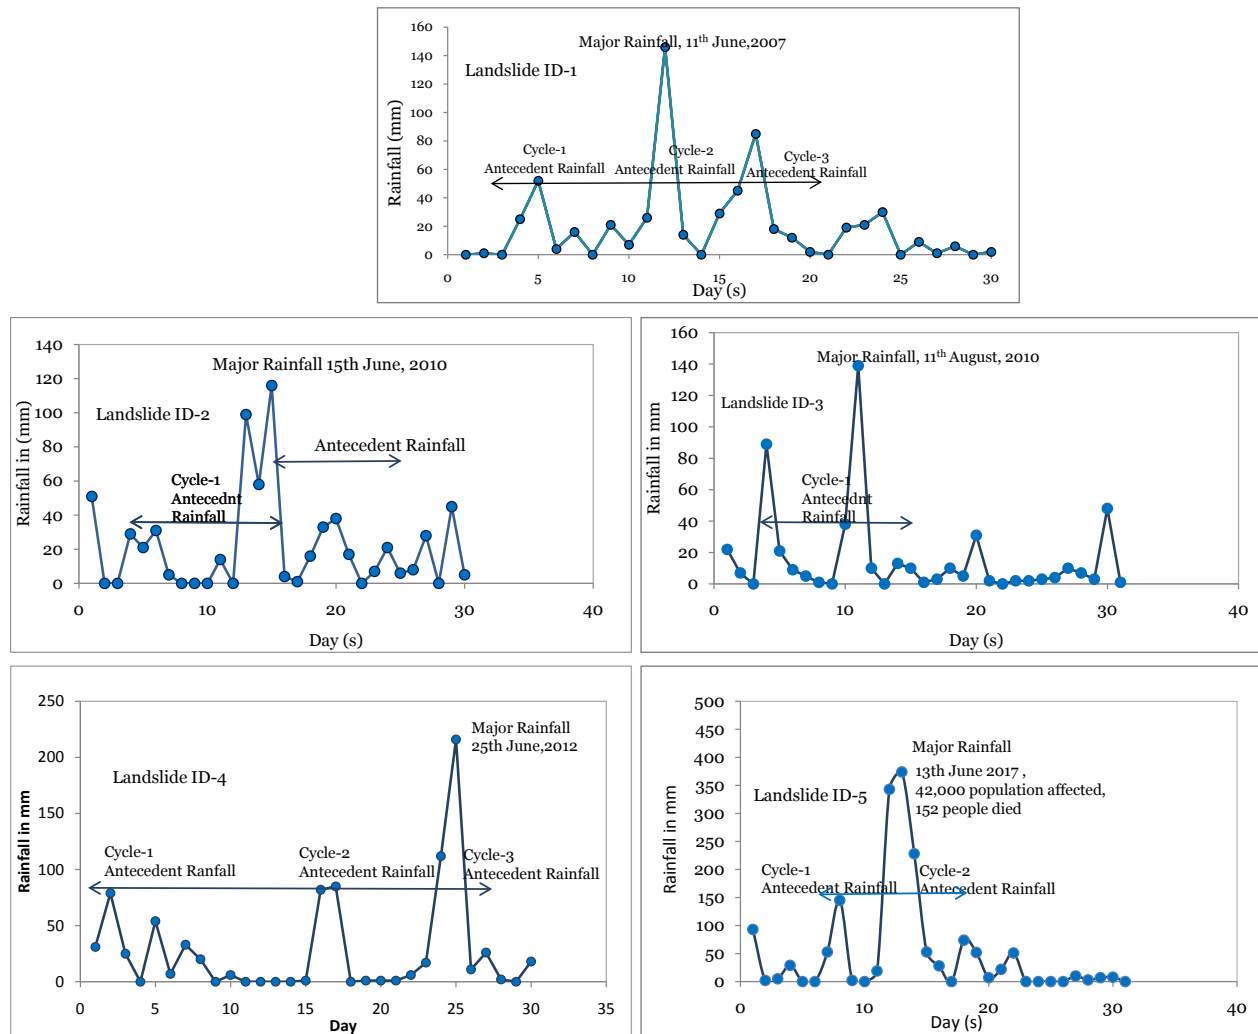 160
140
120
100
80
60
40
20
0
Rainfall (mm)
Major Rainfall, 11th June,2007
Landslide ID-1
Cycle-1
Antecedent Rainfall
Cycle-2
Antecedent Rainfall
Cycle-3
Antecedent Rainfall
0 5 10 15 20 25 30
Day (s)
140
120
100
80
60
40
20
0
Rainfall in (mm)
Major Rainfall 15th June, 2010
Landslide ID-2
Antecedent Rainfall
Cycle-1
Antecednt
Rainfall
0 10 20 30 40
Day (s)
160
140
120
100
80
60
40
20
0
Rainfall in mm
Major Rainfall, 11th August, 2010
Landslide ID-3
Cycle-1
Antecednt
Rainfall
0 10 20 30 40
Day (s)
250
200
150
100
50
0
Rainfall in mm
Major Rainfall
25th June,2012
Landslide ID-4
Cycle-1
Antecedent Ranfall
Cycle-2
Antecedent Rainfall
Cycle-3
Antecedent Rainfall
0 5 10 15 20 25 30 35
Day
500
450
400
350
300
250
200
150
100
50
0
Rainfall in mm
Major Rainfall
13th June 2017 ,
42,000 population affected,
152 people died
Landslide ID-5
Cycle-1
Antecedent Rainfall
Cycle-2
Antecedent Rainfall
0 10 20 30 40
Day (s)